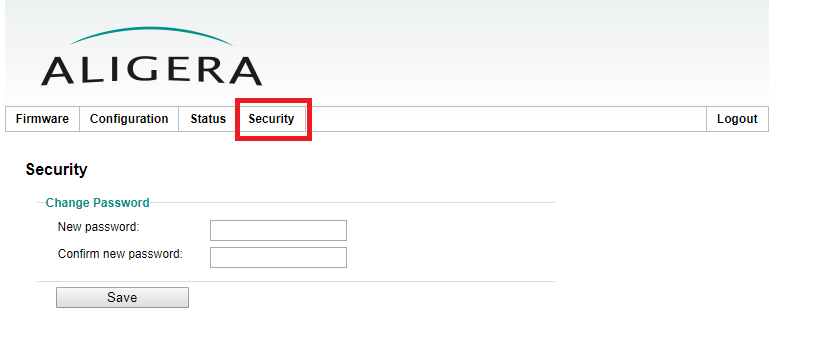 ALIGERA
Firmware Configuration Status Security Logout
Security
Change Password
New password:
Confirm new password:
Save